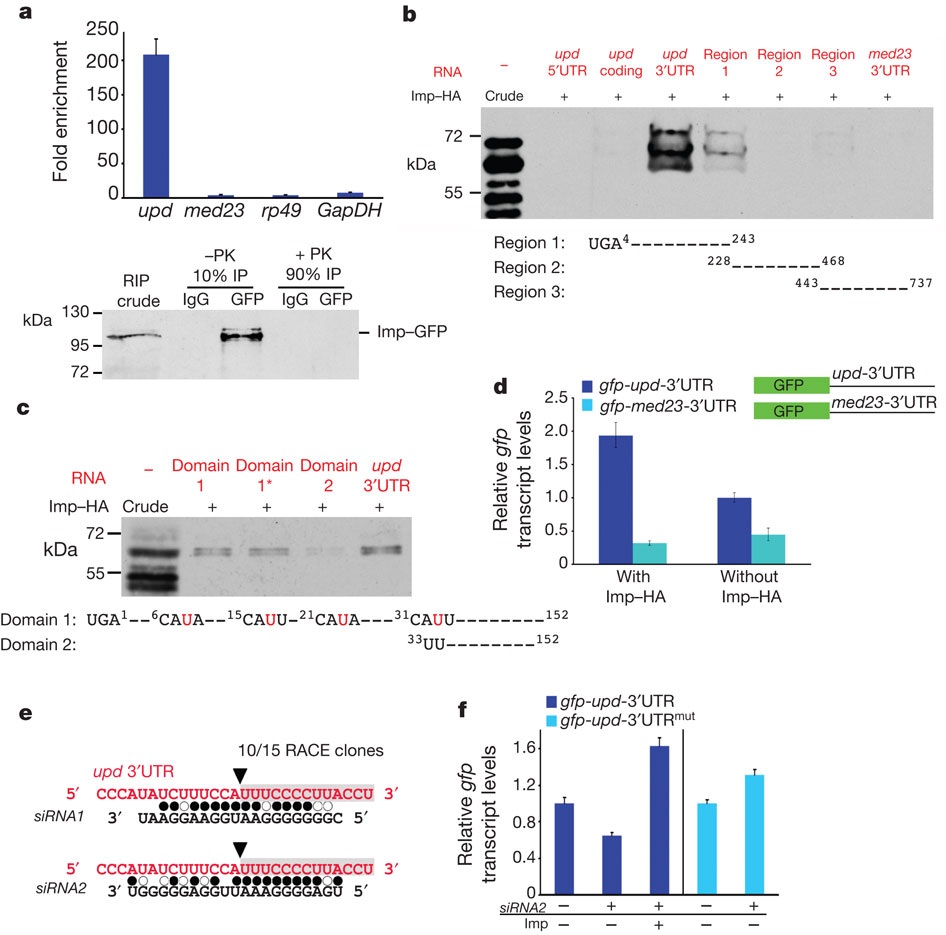 a
Fold enrichment
250
200
150
100
50
0
upd med23 rp49 GapDH
–PK + PK
10% IP 90% IP
RIP crude
IgG GFP IgG GFP
kDa
130
95
72
Imp–GFP
b
RNA – upd 5′UTR upd coding upd 3′UTR Region 1 Region 2 Region 3 med23 3′UTR
Imp–HA Crude + + + + + + +
72
kDa
55
Region 1: UGA4----------243
Region 2: 228---------468
Region 3: 443---------737
c
RNA – Domain 1 Domain 1* Domain 2 upd 3′UTR
Imp–HA Crude + + + +
72
kDa
55
Domain 1: UGA1--6CAUA--15CAUU-21CAUA---31CAUU---------152
Domain 2: 33UU---------152
d
gfp-upd-3′UTR
gfp-med23-3′UTR
GFP upd-3′UTR
GFP med23-3′UTR
Relative gfp transcript levels
2.5
2.0
1.5
1.0
0.5
0
With Imp–HA
Without Imp–HA
e
10/15 RACE clones
upd 3′UTR
5′ CCCAUAUCUUUCCAUUUCCCCUUACCU 3′
siRNA1 3′ UAAGGAAGGUAAGGGGGGGC 5′
5′ CCCAUAUCUUUCCAUUUCCCCUUACCU 3′
siRNA2 3′ UGGGGGAGGUUAAAGGGGAGU 5′
f
gfp-upd-3′UTR
gfp-upd-3′UTRmut
Relative gfp transcript levels
1.6
1.2
0.8
0.4
0
siRNA2 – + + – +
Imp – – + – –